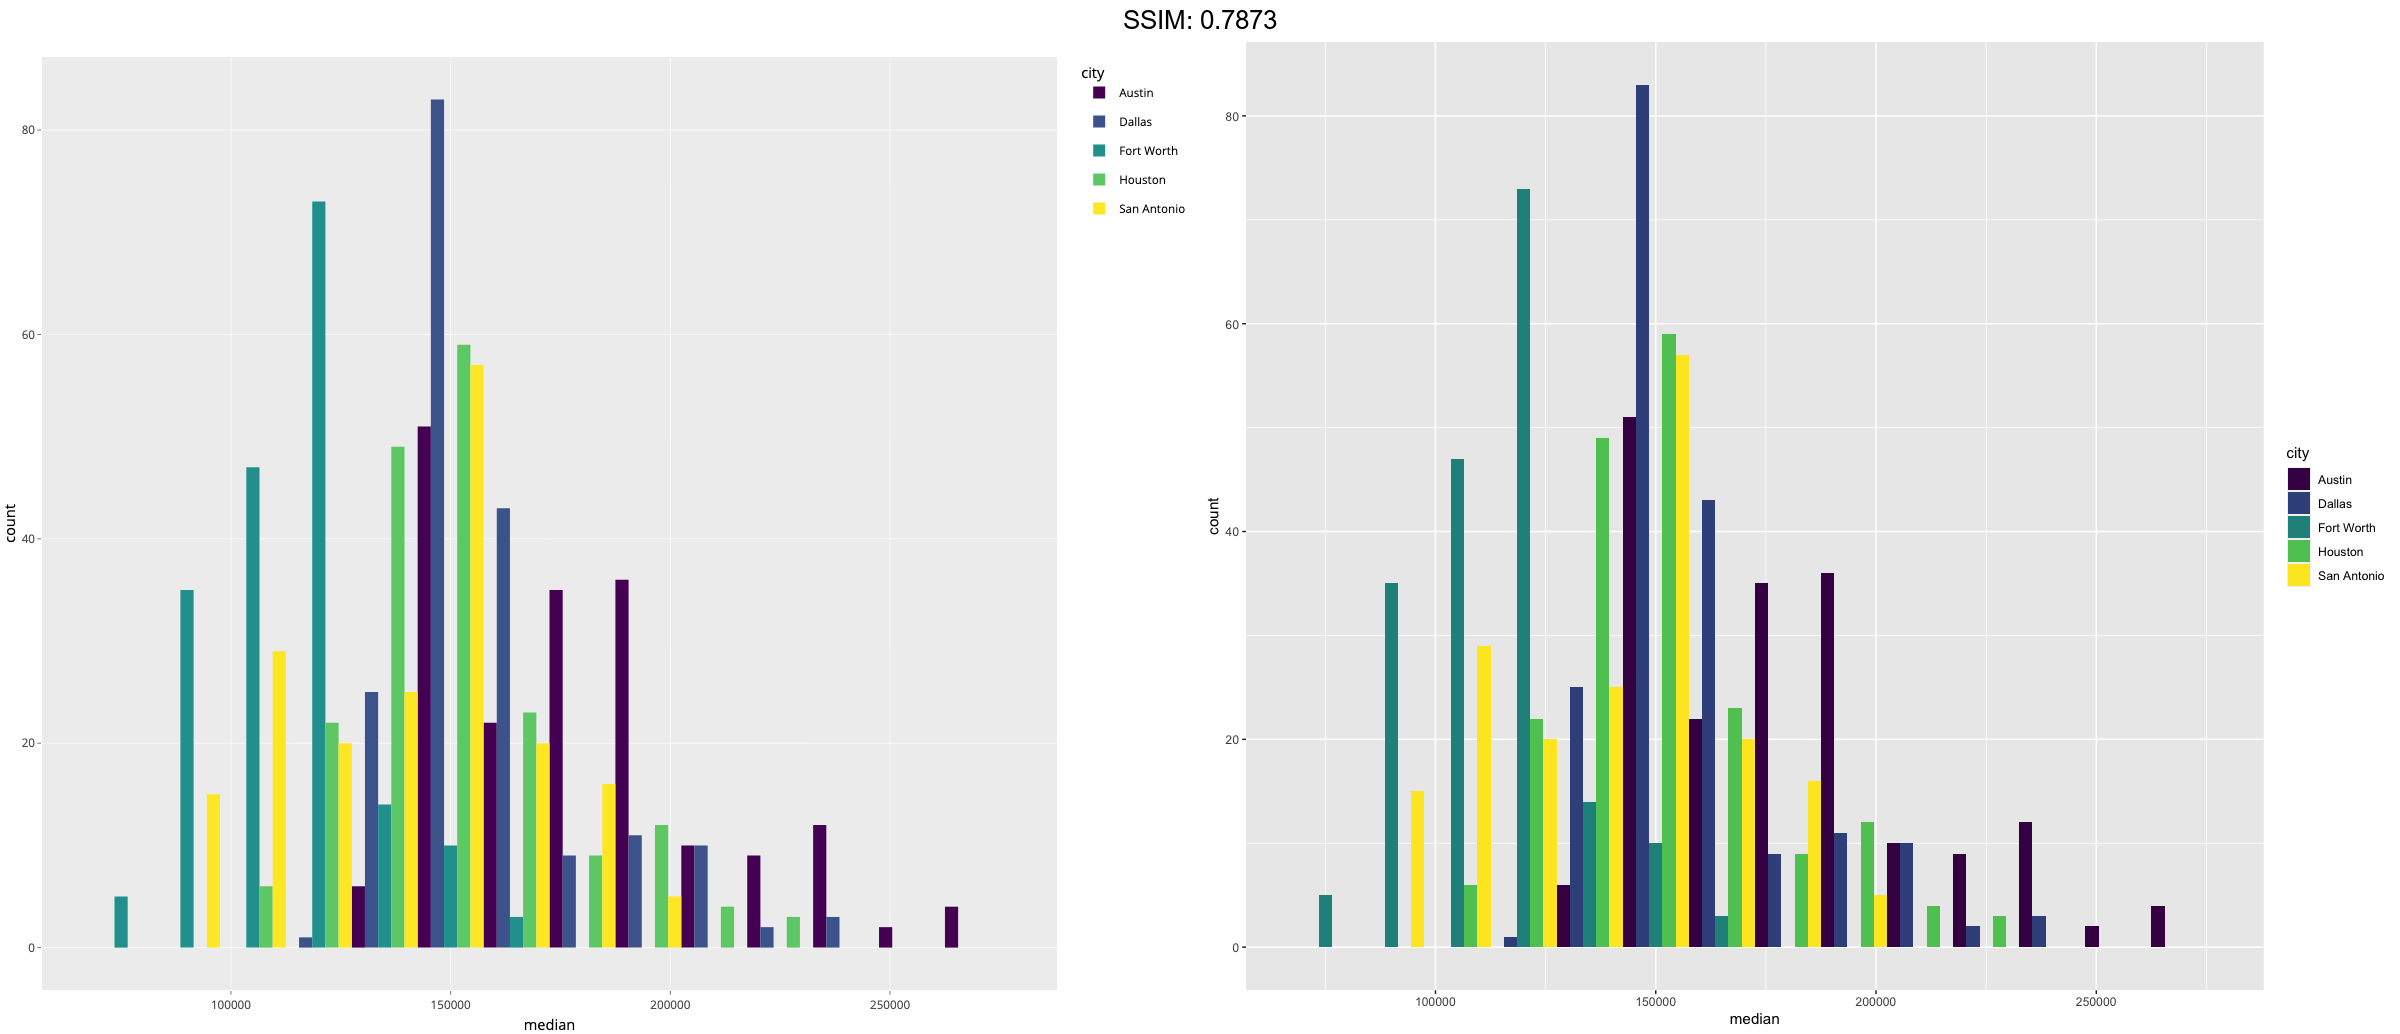 SSIM: 0.7873
city
Austin
Dallas
Fort Worth
Houston
San Antonio
80
60
40
20
0
count
100000 150000 200000 250000
median
80
60
40
20
0
count
100000 150000 200000 250000
median
city
Austin
Dallas
Fort Worth
Houston
San Antonio